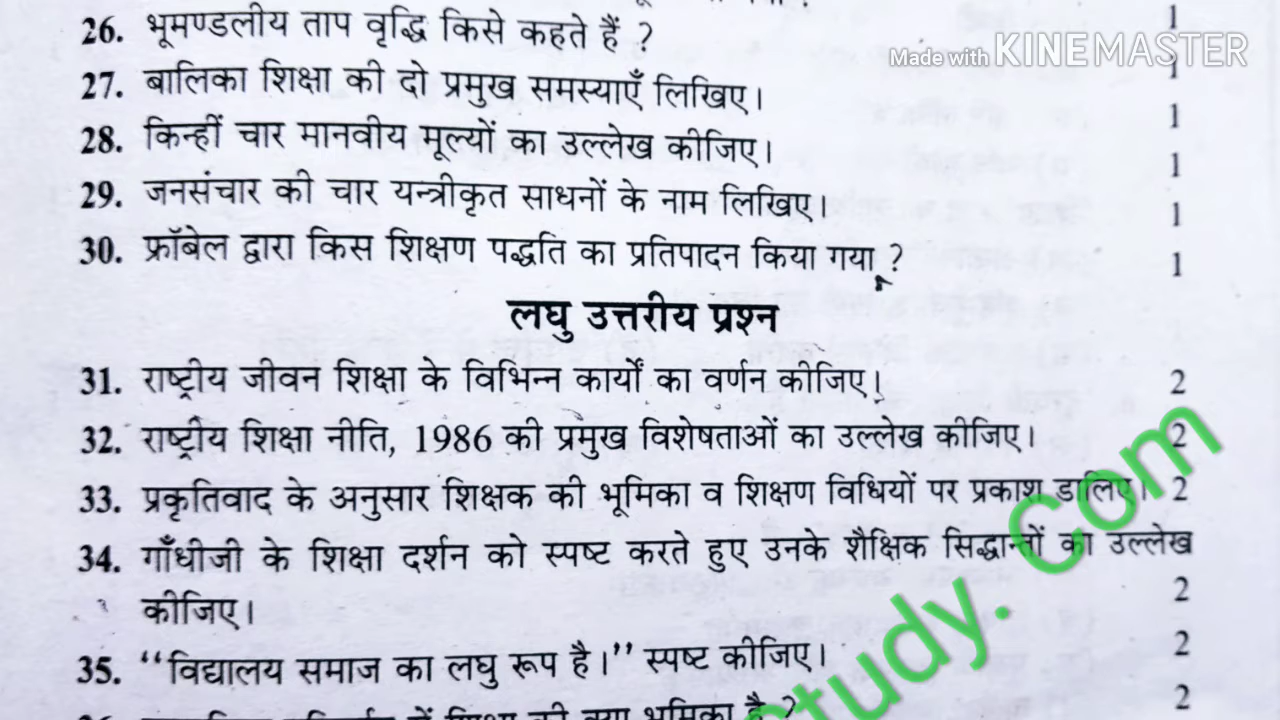 26. भूमण्डलीय ताप वृद्धि किसे कहते हैं ? 1
Made with KINEMASTER
27. बालिका शिक्षा की दो प्रमुख समस्याएँ लिखिए। 1
28. किन्हीं चार मानवीय मूल्यों का उल्लेख कीजिए। 1
1
29. जनसंचार की चार यन्त्रीकृत साधनों के नाम लिखिए। 1
30. फ्रॉबेल द्वारा किस शिक्षण पद्धति का प्रतिपादन किया गया ? 1
लघु उत्तरीय प्रश्न
31. राष्ट्रीय जीवन शिक्षा के विभिन्न कार्यों का वर्णन कीजिए। 2
32. राष्ट्रीय शिक्षा नीति, 1986 की प्रमुख विशेषताओं का उल्लेख कीजिए। 2
33. प्रकृतिवाद के अनुसार शिक्षक की भूमिका व शिक्षण विधियों पर प्रकाश डालिए। 2
34. गाँधीजी के शिक्षा दर्शन को स्पष्ट करते हुए उनके शैक्षिक सिद्धान्तों का उल्लेख
कीजिए। 2
35. “विद्यालय समाज का लघु रूप है।” स्पष्ट कीजिए। 2
में शिक्षा की क्या भूमिका है ? 2
study. Com